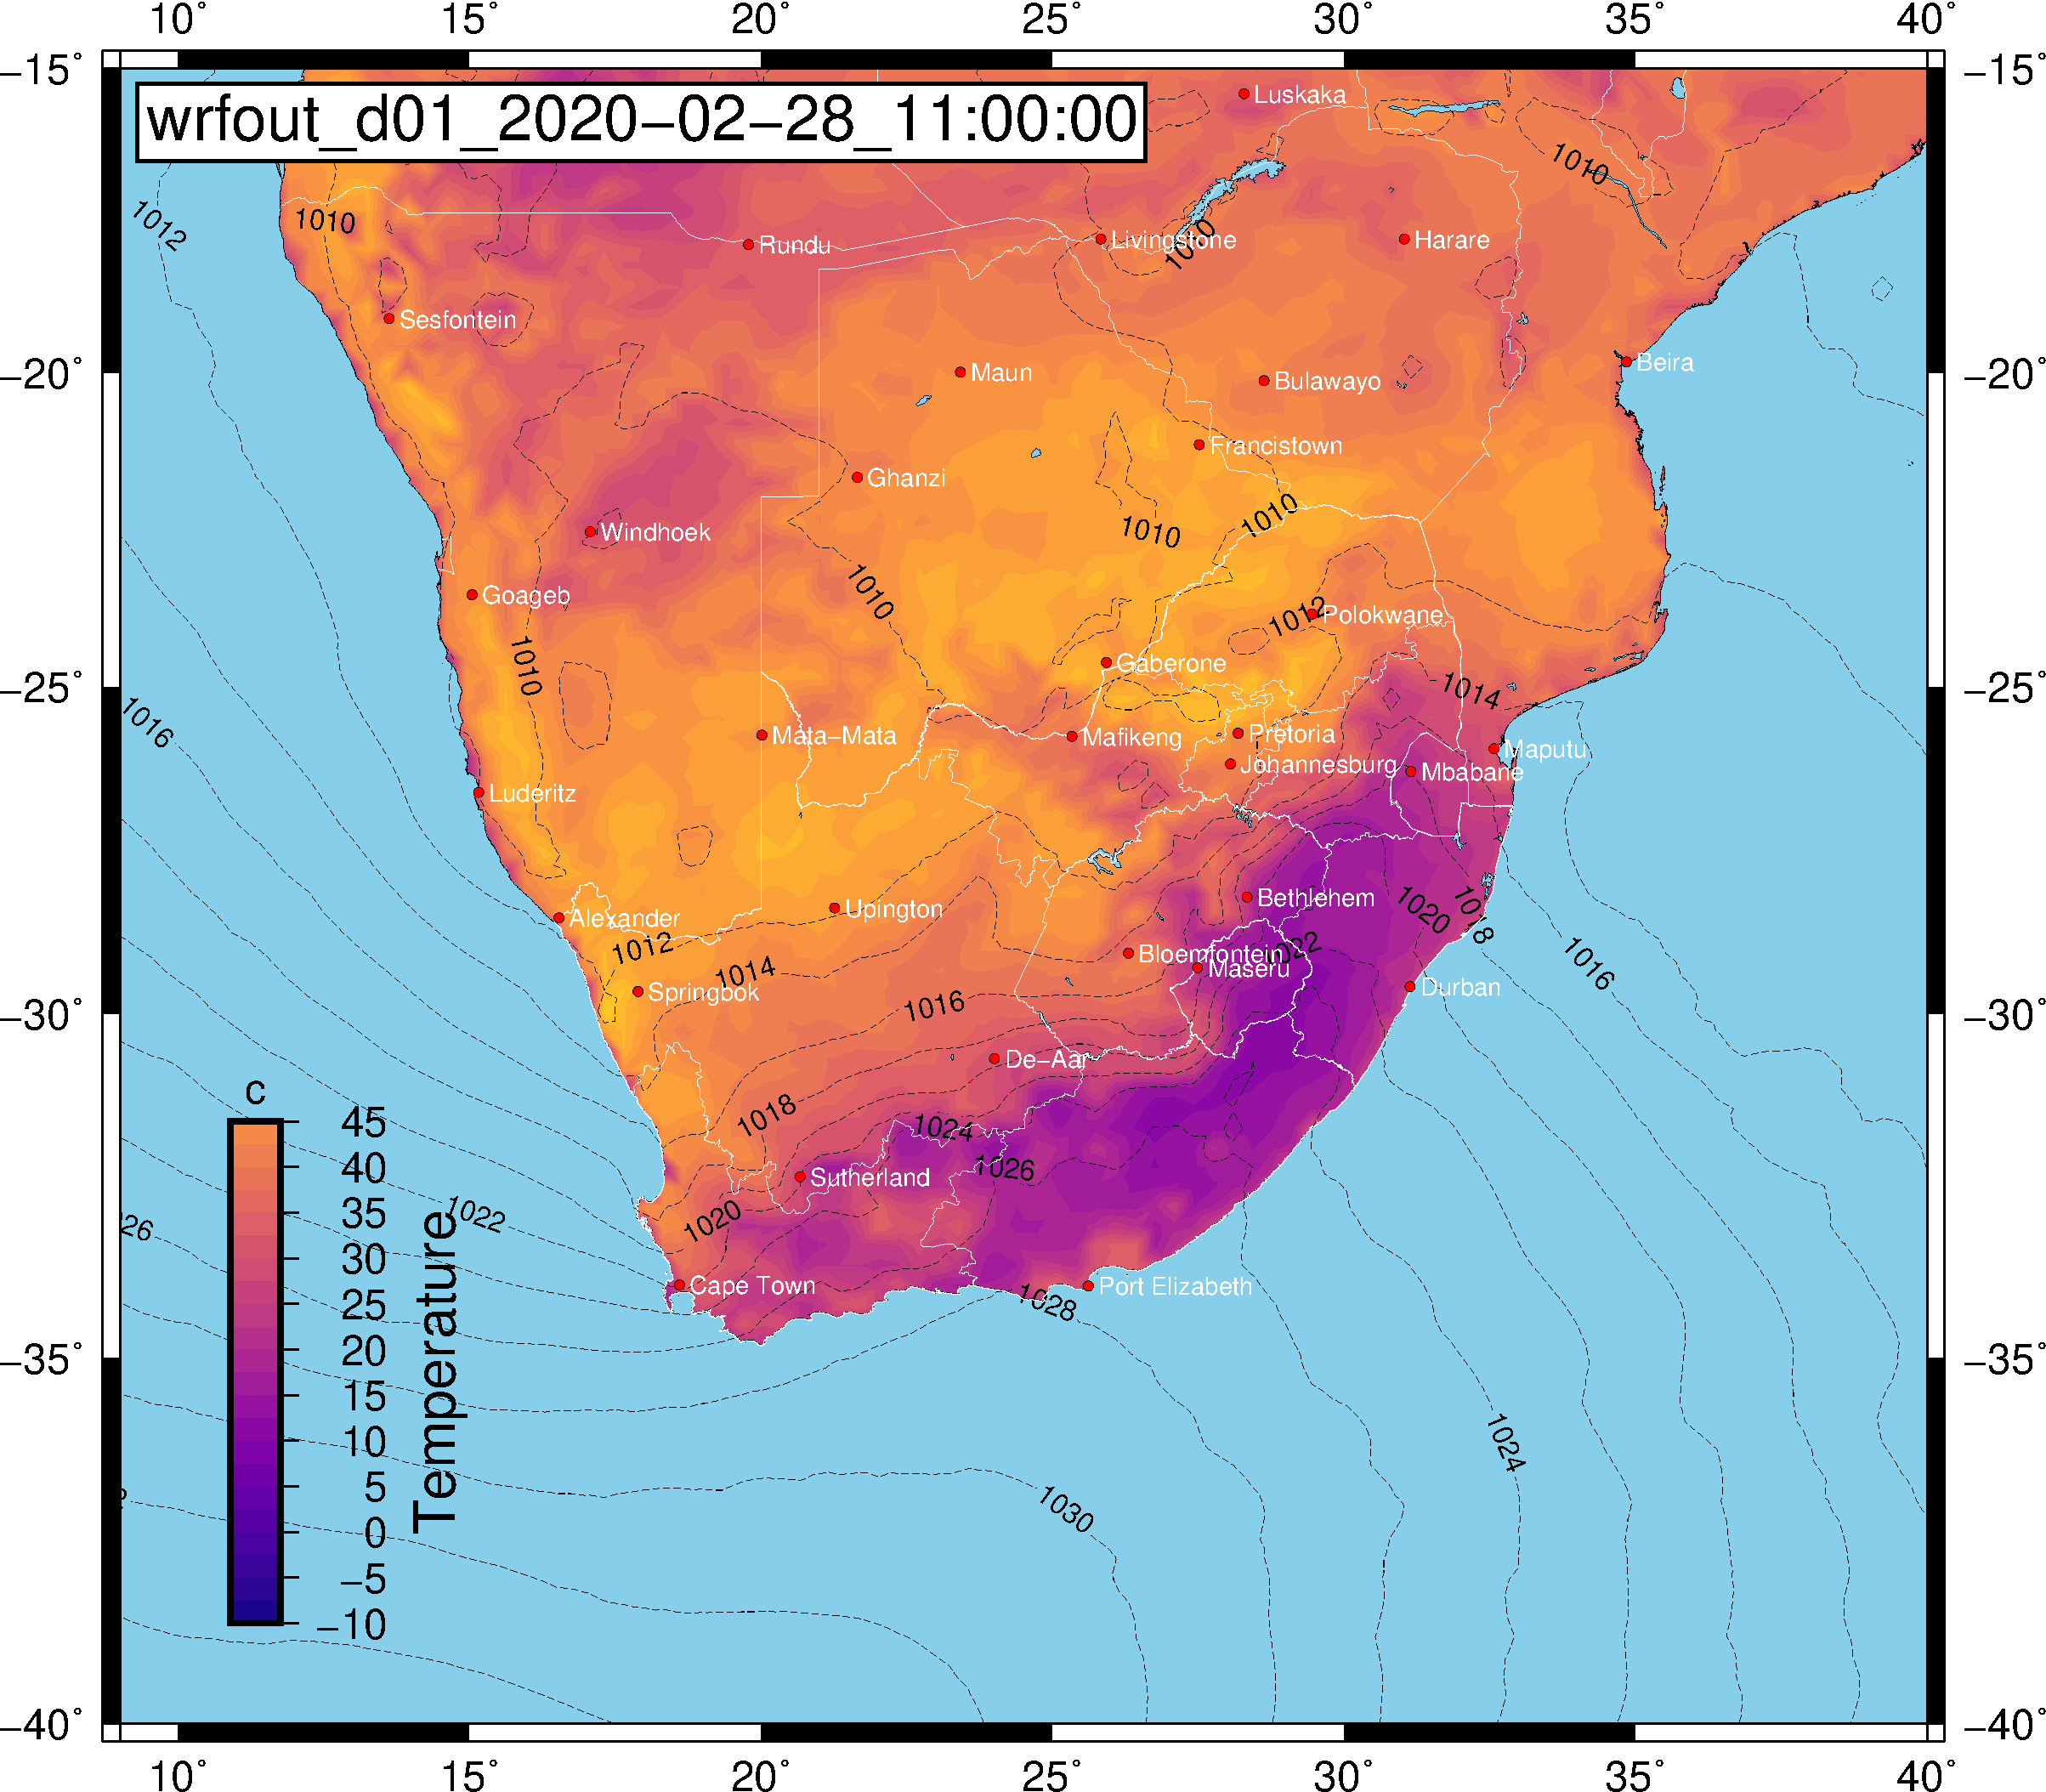 10° 15° 20° 25° 30° 35° 40°
−15° −15°
wrfout_d01_2020−02−28_11:00:00
Luskaka
1010
1012
1010
Rundu
Livingstone
1010
Harare
Sesfontein
−20° −20°
Maun
Bulawayo
Beira
Francistown
Ghanzi
Windhoek
1010
1010
1010
Goageb
1012
Polokwane
1010
Gaberone
−25° −25°
1014
1016
Mata−Mata
Mafikeng
Pretoria
Johannesburg
Maputu
Mbabane
Luderitz
Bethlehem
1020
1018
Upington
Alexander
1012
1014
Bloemfontein
1022
Maseru
1016
Springbok
1016
Durban
−30° −30°
De−Aar
1018
1024
1026
Sutherland
1020
1022
26
Cape Town
Port Elizabeth
1028
−35° −35°
1024
1030
c
45
40
35
30
25
20
15
10
5
0
−5
−10
Temperature
−40° −40°
10° 15° 20° 25° 30° 35° 40°